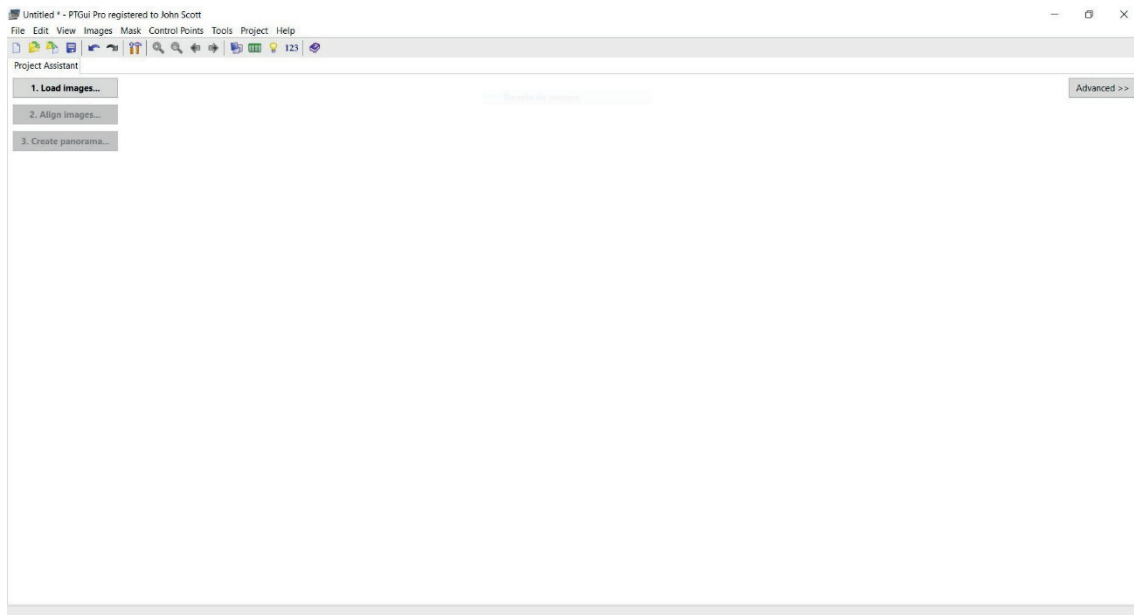 Untitled * - PTGui Pro registered to John Scott
File Edit View Images Mask Control Points Tools Project Help
123
Project Assistant
1. Load images...
Advanced >>
2. Align images...
3. Create panorama...